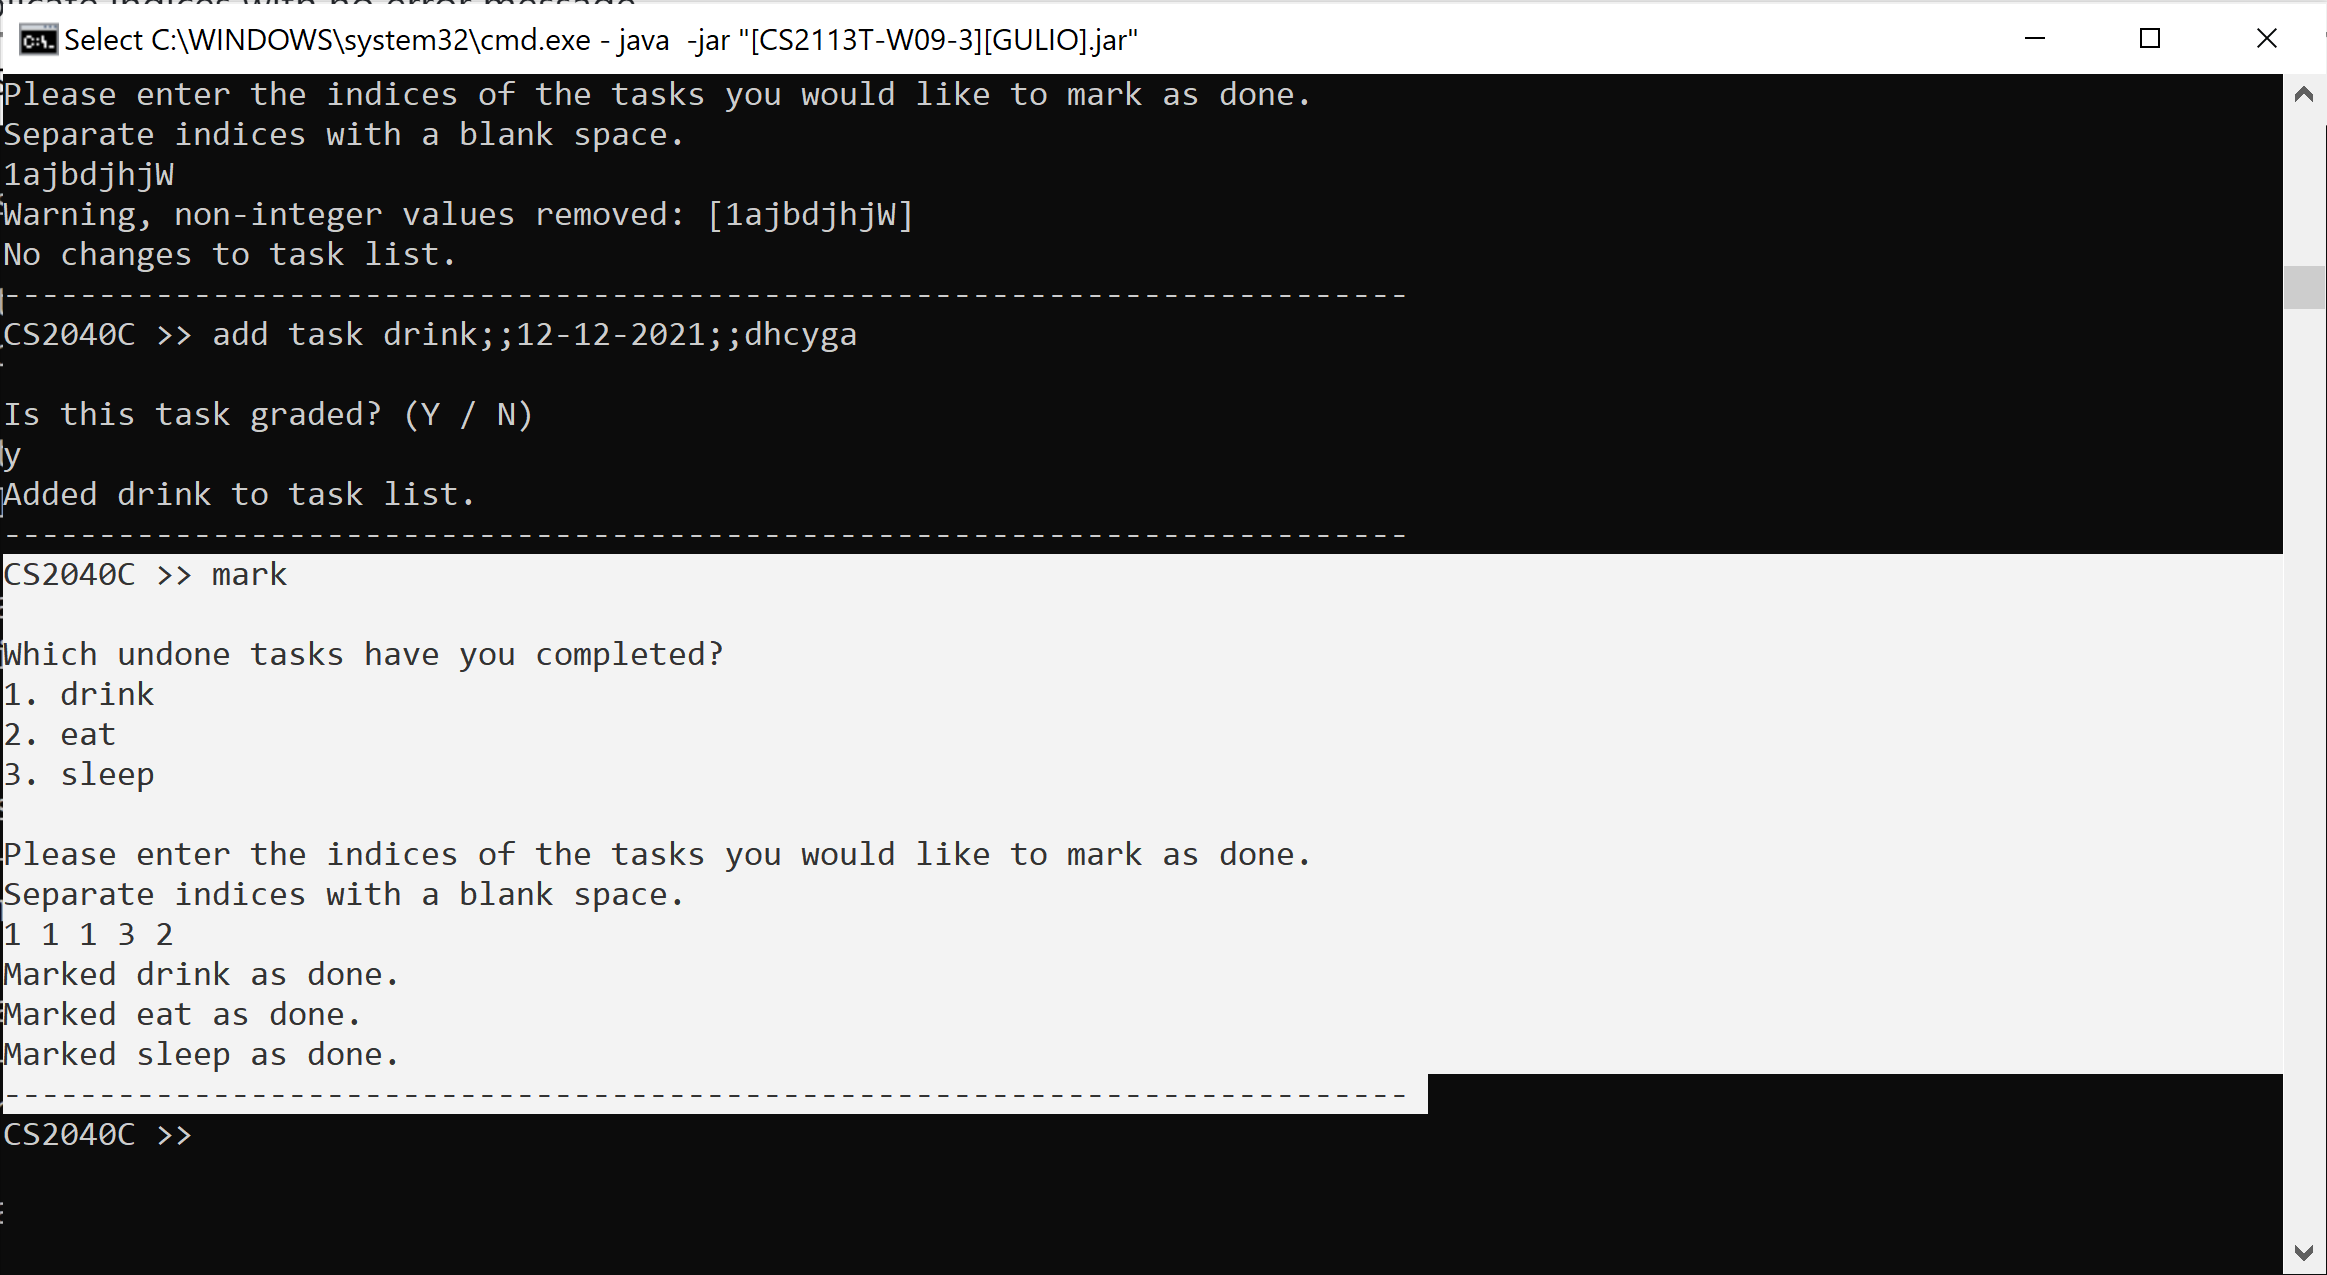 Select C:\WINDOWS\system32\cmd.exe - java  -jar "[CS2113T-W09-3][GULIO].jar"
Please enter the indices of the tasks you would like to mark as done.
Separate indices with a blank space.
1ajbdjhjW
Warning, non-integer values removed: [1ajbdjhjW]
No changes to task list.
--------------------------------------------------------------------------
CS2040C >> add task drink;;12-12-2021;;dhcyga
Is this task graded? (Y / N)
y
Added drink to task list.
--------------------------------------------------------------------------
CS2040C >> mark
Which undone tasks have you completed?
1. drink
2. eat
3. sleep
Please enter the indices of the tasks you would like to mark as done.
Separate indices with a blank space.
1 1 1 3 2
Marked drink as done.
Marked eat as done.
Marked sleep as done.
--------------------------------------------------------------------------
CS2040C >>